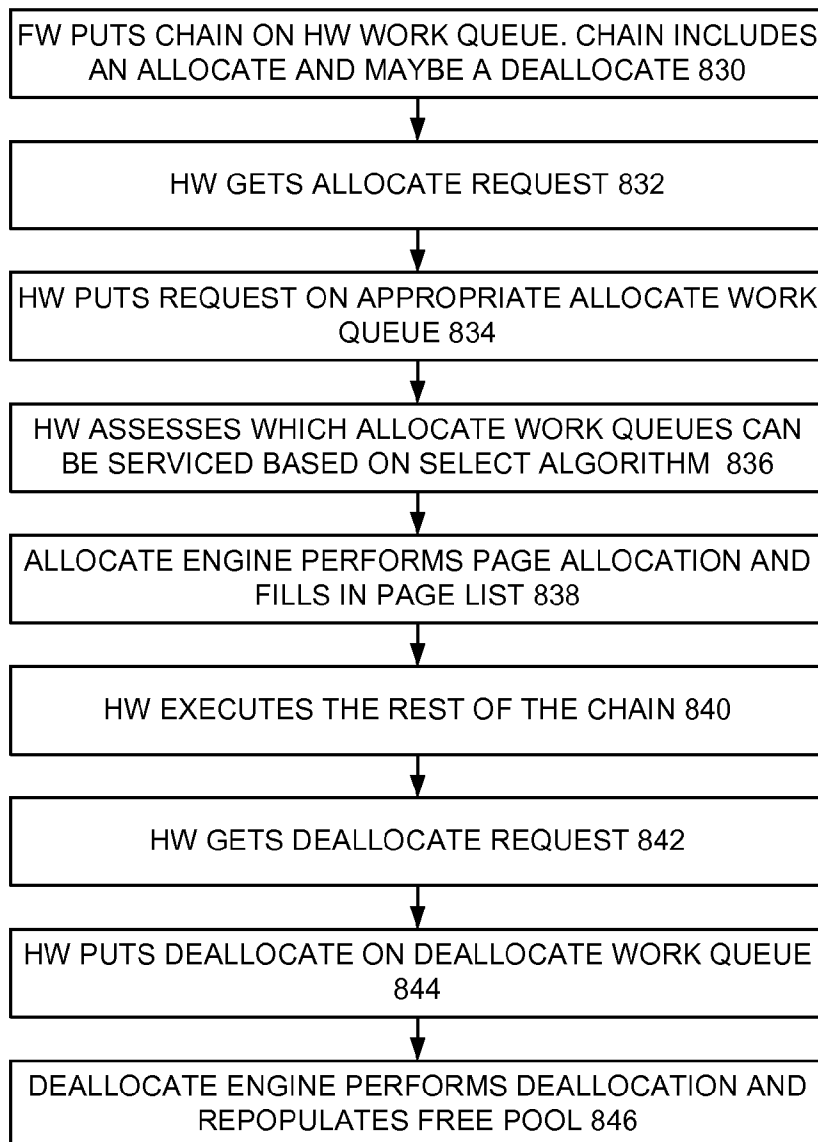 FW PUTS CHAIN ON HW WORK QUEUE. CHAIN INCLUDES
AN ALLOCATE AND MAYBE A DEALLOCATE 830
HW GETS ALLOCATE REQUEST 832
HW PUTS REQUEST ON APPROPRIATE ALLOCATE WORK
QUEUE 834
HW ASSESSES WHICH ALLOCATE WORK QUEUES CAN
BE SERVICED BASED ON SELECT ALGORITHM 836
ALLOCATE ENGINE PERFORMS PAGE ALLOCATION AND
FILLS IN PAGE LIST 838
HW EXECUTES THE REST OF THE CHAIN 840
HW GETS DEALLOCATE REQUEST 842
HW PUTS DEALLOCATE ON DEALLOCATE WORK QUEUE
844
DEALLOCATE ENGINE PERFORMS DEALLOCATION AND
REPOPULATES FREE POOL 846